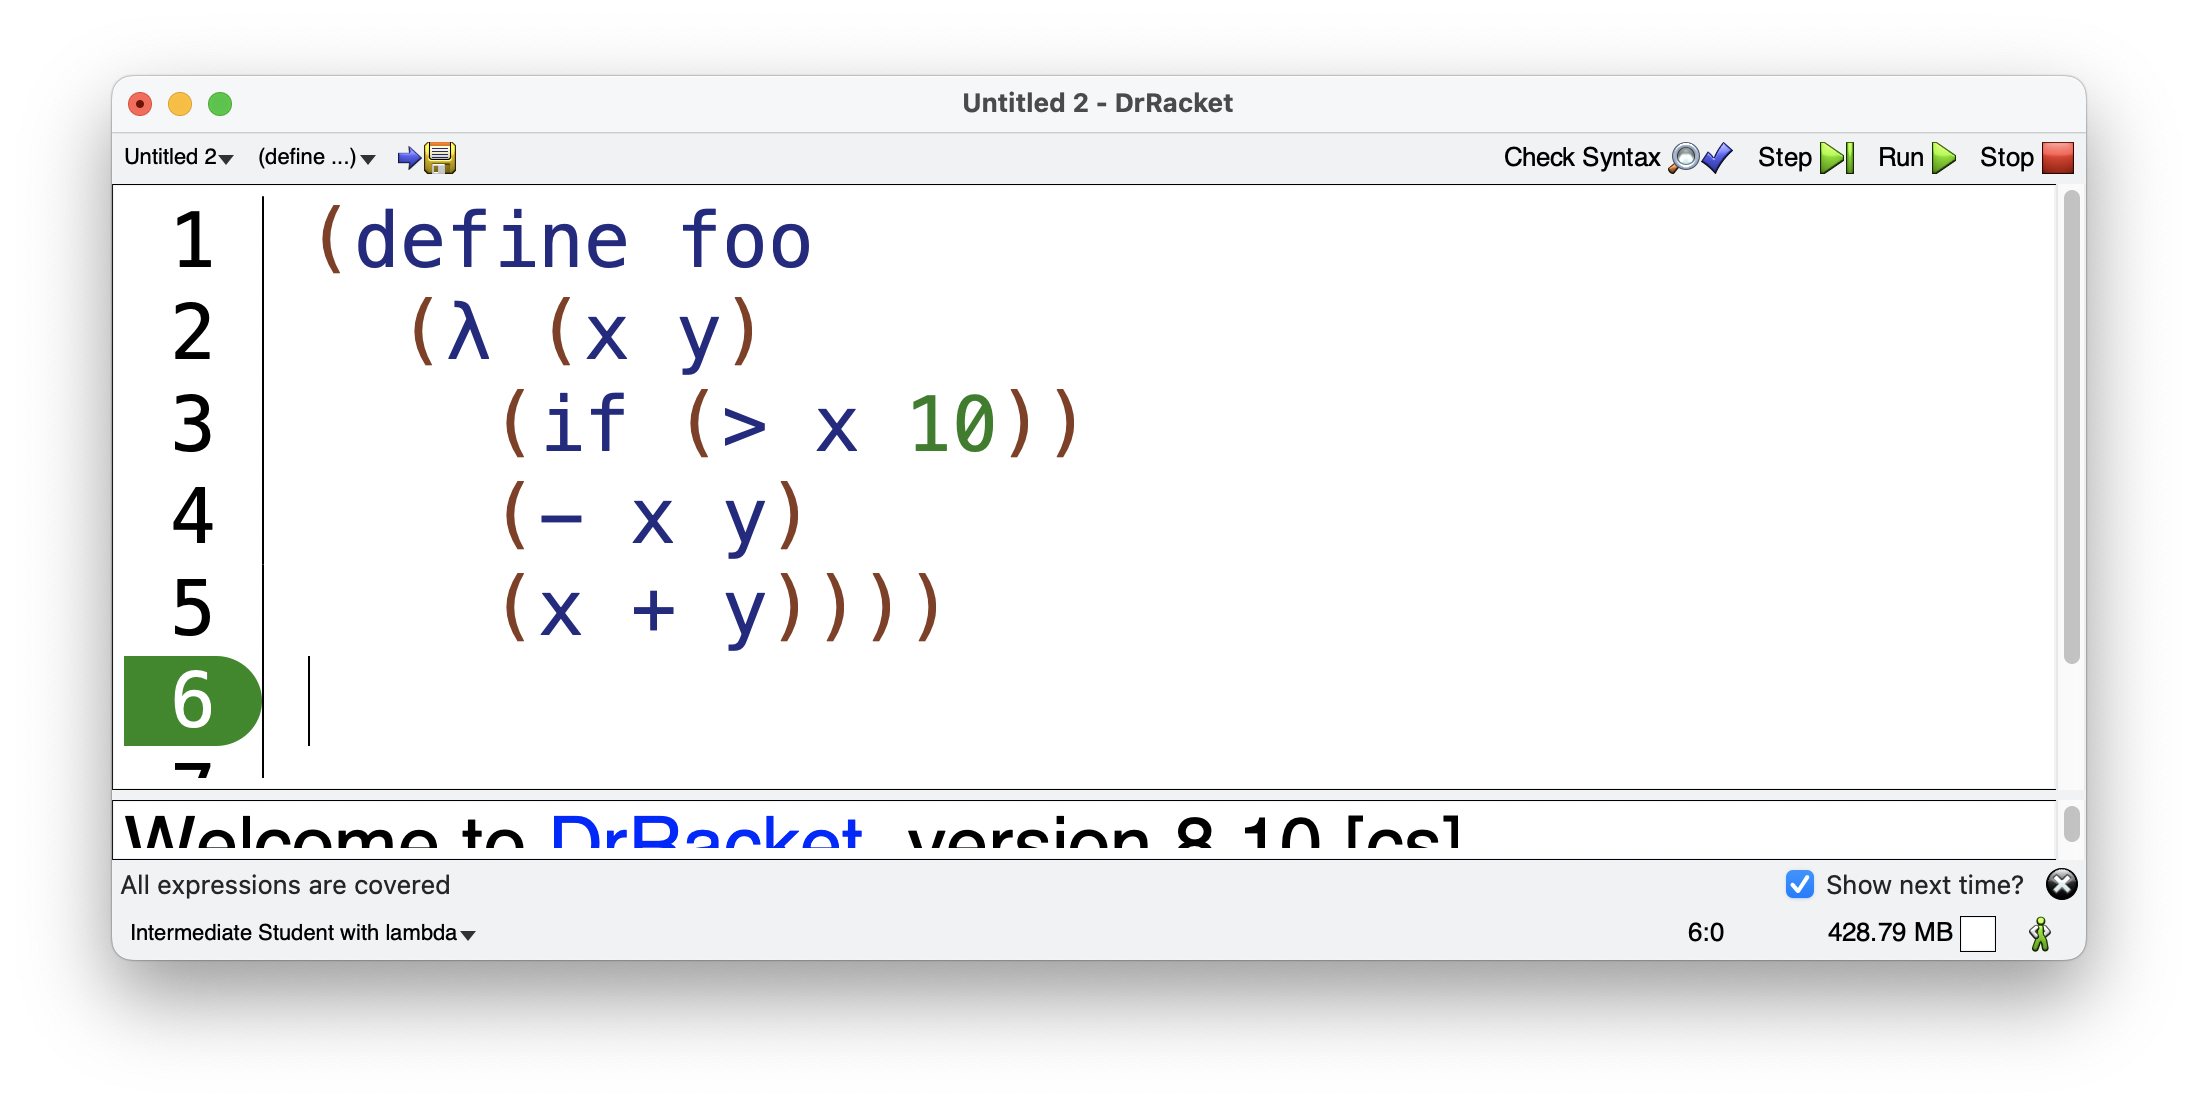 Untitled 2 - DrRacket
Untitled 2 (define ...) Check Syntax Step Run Stop
1 (define foo
2 (λ (x y)
3 (if (> x 10))
4 (- x y)
5 (x + y))))
6
7
Welcome to DrRacket, version 8.10 [cs]
All expressions are covered Show next time?
Intermediate Student with lambda 6:0 428.79 MB